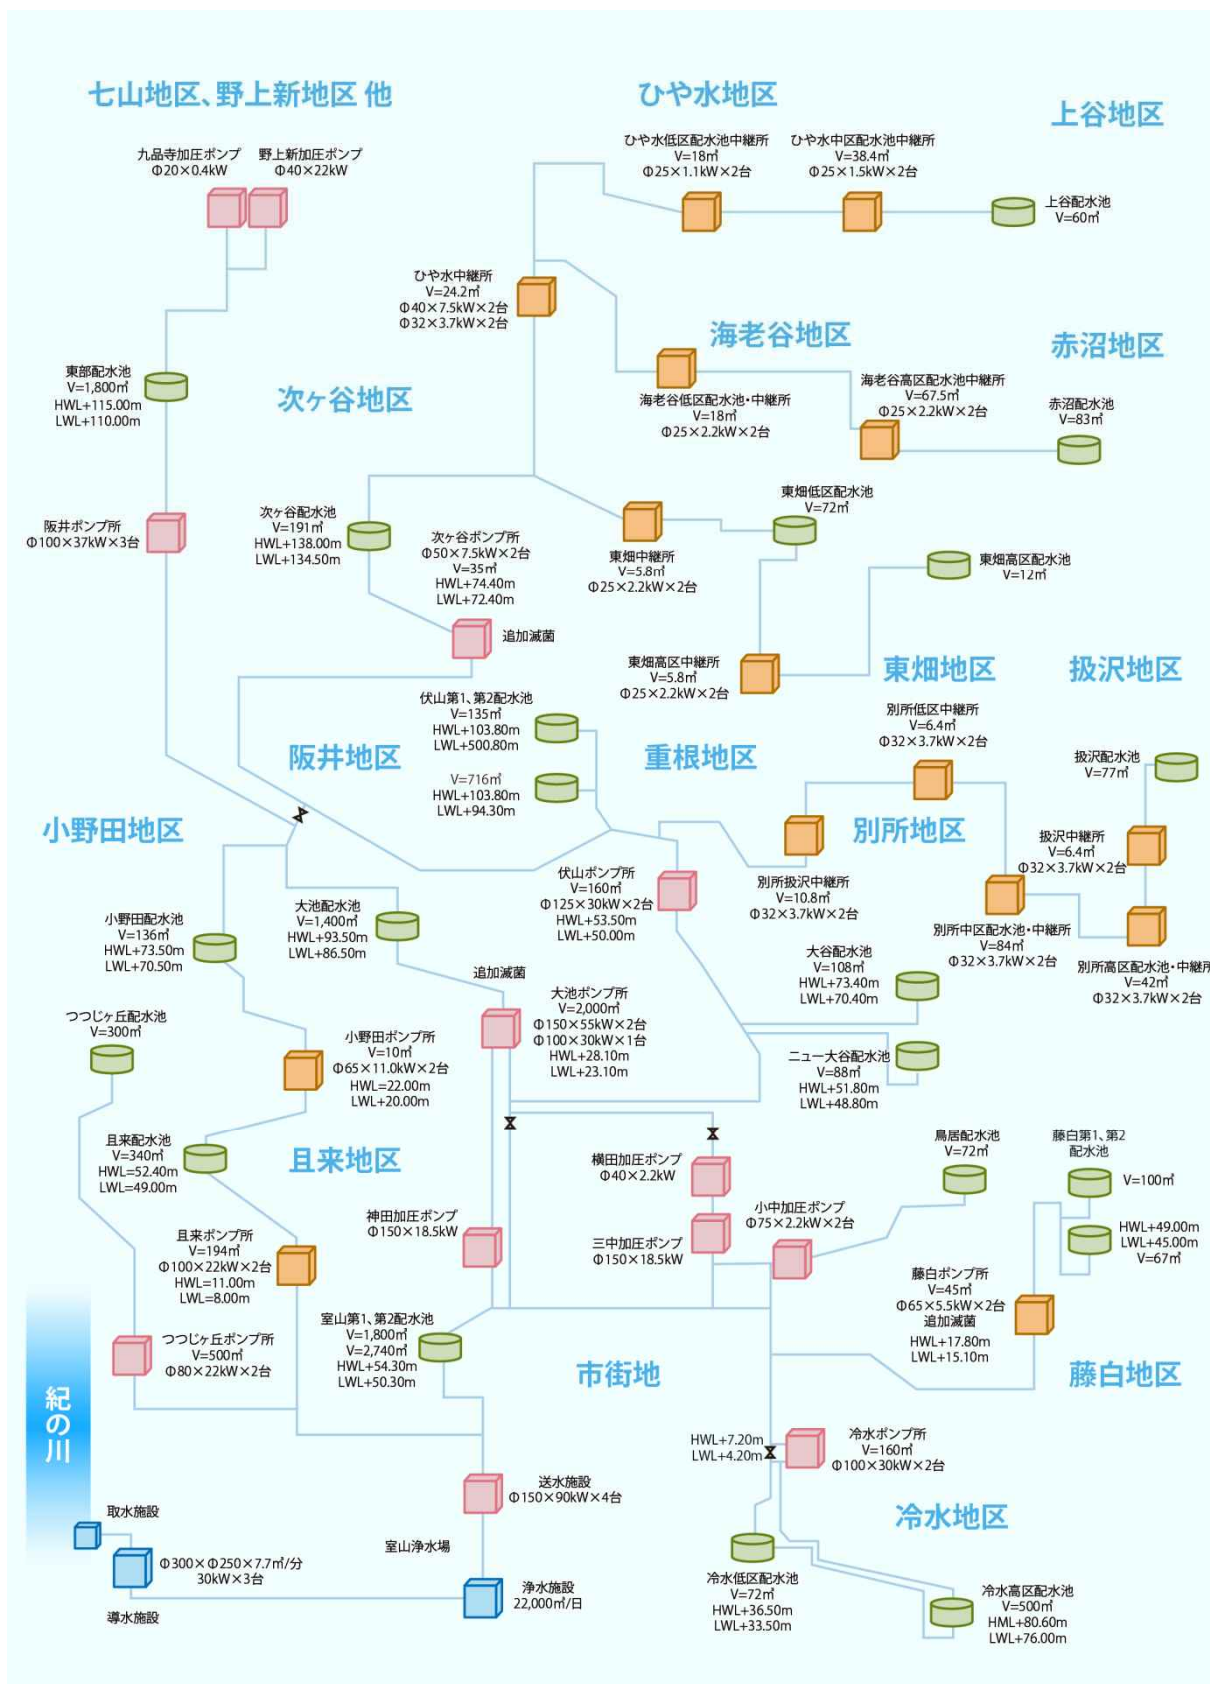 七山地区、野上新地区 他
九品寺加圧ポンプ
Φ20×0.4kW
野上新加圧ポンプ
Φ40×22kW
東部配水池
V=1,800㎥
HWL+115.00m
LWL+110.00m
阪井ポンプ所
Φ100×37kW×3台
ひや水地区
ひや水低区配水池中継所
V=18㎥
Φ25×1.1kW×2台
ひや水中区配水池中継所
V=38.4㎥
Φ25×1.5kW×2台
上谷地区
上谷配水池
V=60㎥
ひや水中継所
V=24.2㎥
Φ40×7.5kW×2台
Φ32×3.7kW×2台
海老谷地区
海老谷低区配水池・中継所
V=18㎥
Φ25×2.2kW×2台
海老谷高区配水池中継所
V=67.5㎥
Φ25×2.2kW×2台
赤沼地区
赤沼配水池
V=83㎥
次ヶ谷地区
次ヶ谷配水池
V=191㎥
HWL+138.00m
LWL+134.50m
次ヶ谷ポンプ所
Φ50×7.5kW×2台
V=35㎥
HWL+74.40m
LWL+72.40m
追加滅菌
東畑中継所
V=5.8㎥
Φ25×2.2kW×2台
東畑低区配水池
V=72㎥
東畑高区配水池
V=12㎥
東畑高区中継所
V=5.8㎥
Φ25×2.2kW×2台
東畑地区
扱沢地区
伏山第1、第2配水池
V=135㎥
HWL+103.80m
LWL+500.80m
V=716㎥
HWL+103.80m
LWL+94.30m
阪井地区
重根地区
別所低区中継所
V=6.4㎥
Φ32×3.7kW×2台
扱沢配水池
V=77㎥
別所地区
扱沢中継所
V=6.4㎥
Φ32×3.7kW×2台
小野田地区
伏山ポンプ所
V=160㎥
Φ125×30kW×2台
HWL+53.50m
LWL+50.00m
別所扱沢中継所
V=10.8㎥
Φ32×3.7kW×2台
別所中区配水池・中継所
V=84㎥
Φ32×3.7kW×2台
別所高区配水池・中継所
V=42㎥
Φ32×3.7kW×2台
小野田配水池
V=136㎥
HWL+73.50m
LWL+70.50m
大池配水池
V=1,400㎥
HWL+93.50m
LWL+86.50m
追加滅菌
大池ポンプ所
V=2,000㎥
Φ150×55kW×2台
Φ100×30kW×1台
HWL+28.10m
LWL+23.10m
大谷配水池
V=108㎥
HWL+73.40m
LWL+70.40m
ニュー大谷配水池
V=88㎥
HWL+51.80m
LWL+48.80m
つつじヶ丘配水池
V=300㎥
小野田ポンプ所
V=10㎥
Φ65×11.0kW×2台
HWL=22.00m
LWL+20.00m
且来配水池
V=340㎥
HWL=52.40m
LWL=49.00m
且来地区
横田加圧ポンプ
Φ40×2.2kW
鳥居配水池
V=72㎥
藤白第1、第2
配水池
V=100㎥
HWL+49.00m
LWL+45.00m
V=67㎥
神田加圧ポンプ
Φ150×18.5kW
三中加圧ポンプ
Φ150×18.5kW
小中加圧ポンプ
Φ75×2.2kW×2台
且来ポンプ所
V=194㎥
Φ100×22kW×2台
HWL=11.00m
LWL=8.00m
藤白ポンプ所
V=45㎥
Φ65×5.5kW×2台
追加滅菌
HWL+17.80m
LWL+15.10m
つつじヶ丘ポンプ所
V=500㎥
Φ80×22kW×2台
室山第1、第2配水池
V=1,800㎥
V=2,740㎥
HWL+54.30m
LWL+50.30m
市街地
藤白地区
紀の川
HWL+7.20m
LWL+4.20m
冷水ポンプ所
V=160㎥
Φ100×30kW×2台
送水施設
Φ150×90kW×4台
冷水地区
取水施設
室山浄水場
Φ300×Φ250×7.7㎥/分
30kW×3台
導水施設
浄水施設
22,000㎥/日
冷水低区配水池
V=72㎥
HWL+36.50m
LWL+33.50m
冷水高区配水池
V=500㎥
HML+80.60m
LWL+76.00m